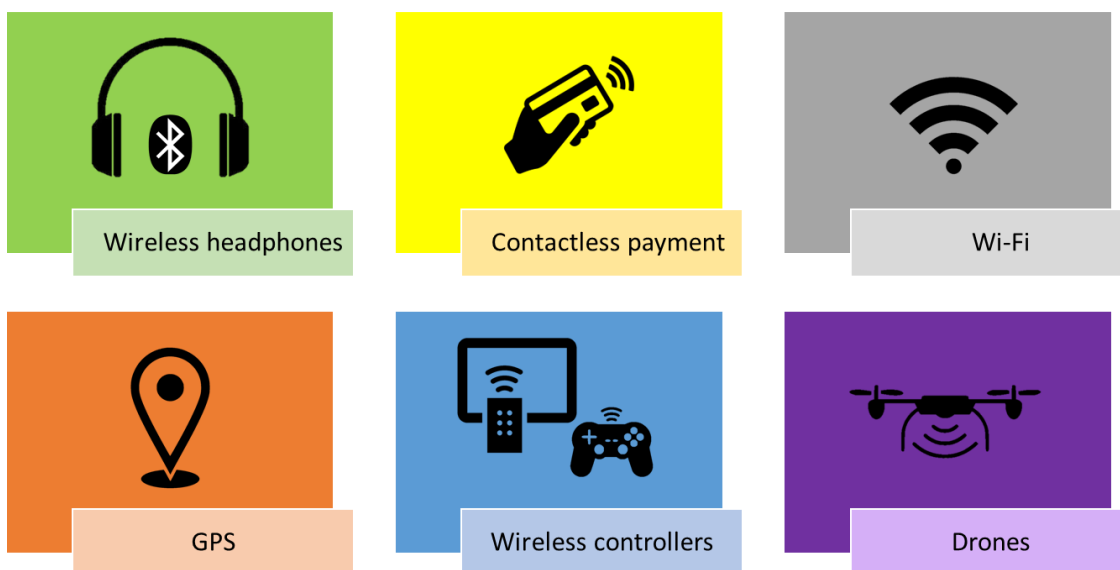 Wireless headphones
Contactless payment
Wi-Fi
GPS
Wireless controllers
Drones